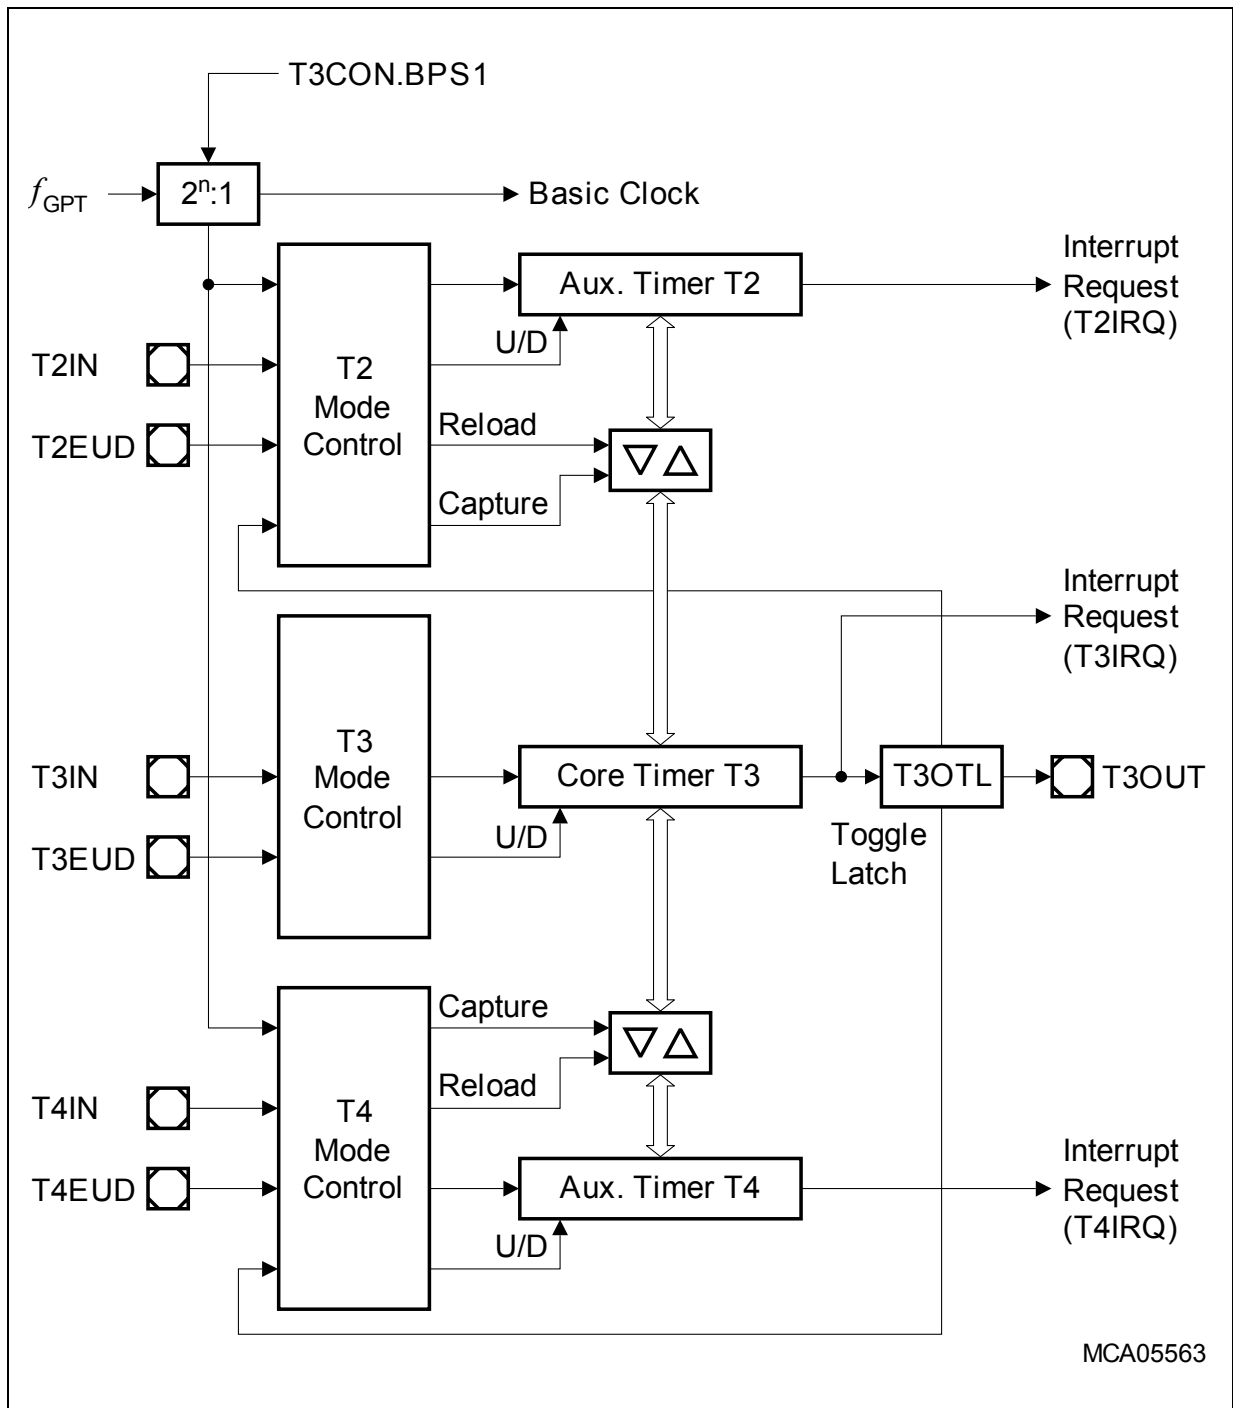 T3CON.BPS1
fGPT
2ⁿ:1
Basic Clock
Interrupt
Request
(T2IRQ)
Aux. Timer T2
U/D
T2IN
T2
Mode
Control
T2EUD
Reload
Capture
Interrupt
Request
(T3IRQ)
T3
Mode
Control
T3IN
Core Timer T3
T3OTL
T3OUT
U/D
Toggle
Latch
T3EUD
Capture
Reload
T4IN
T4
Mode
Control
T4EUD
Aux. Timer T4
U/D
Interrupt
Request
(T4IRQ)
MCA05563